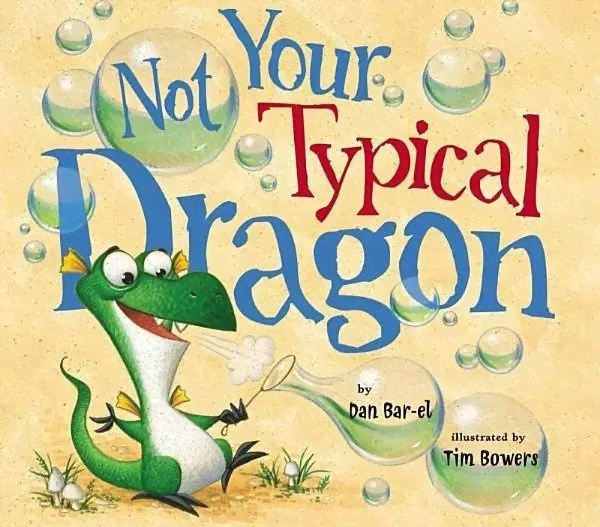 Not Your
Typical
Dragon
by
Dan Bar-el
illustrated by
Tim Bowers